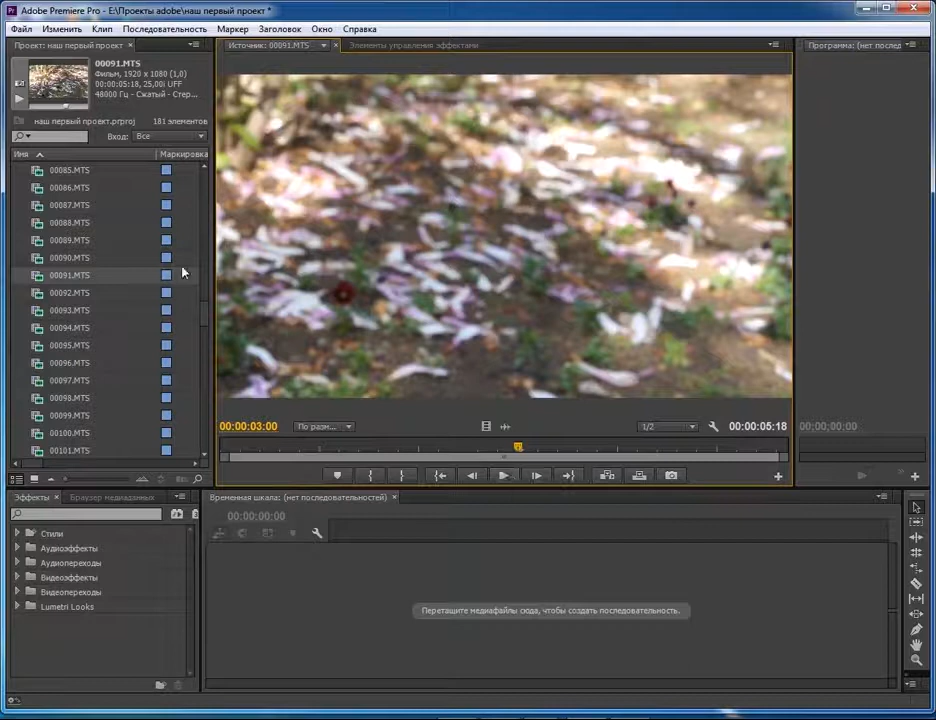 Adobe Premiere Pro - E:\Проекты adobe\наш первый проект *
Файл Изменить Клип Последовательность Маркер Заголовок Окно Справка
Проект: наш первый проект
Источник: 00091.MTS
Элементы управления эффектами
Программа: (нет послед
00091.MTS
Фильм, 1920 x 1080 (1,0)
00:00:05:18, 25,00i UFF
48000 Гц - Сжатый - Стер...
наш первый проект.prproj
181 элементов
Вход: Все
Имя
Маркировка
00085.MTS
00086.MTS
00087.MTS
00088.MTS
00089.MTS
00090.MTS
00091.MTS
00092.MTS
00093.MTS
00094.MTS
00095.MTS
00096.MTS
00097.MTS
00098.MTS
00099.MTS
00100.MTS
00101.MTS
00:00:03:00
По разм...
1/2
00:00:05:18
00;00;00;00
Эффекты
Браузер медиаданных
Стили
Аудиоэффекты
Аудиопереходы
Видеоэффекты
Видеопереходы
Lumetri Looks
Временная шкала: (нет последовательностей)
00:00:00:00
Перетащите медиафайлы сюда, чтобы создать последовательность.